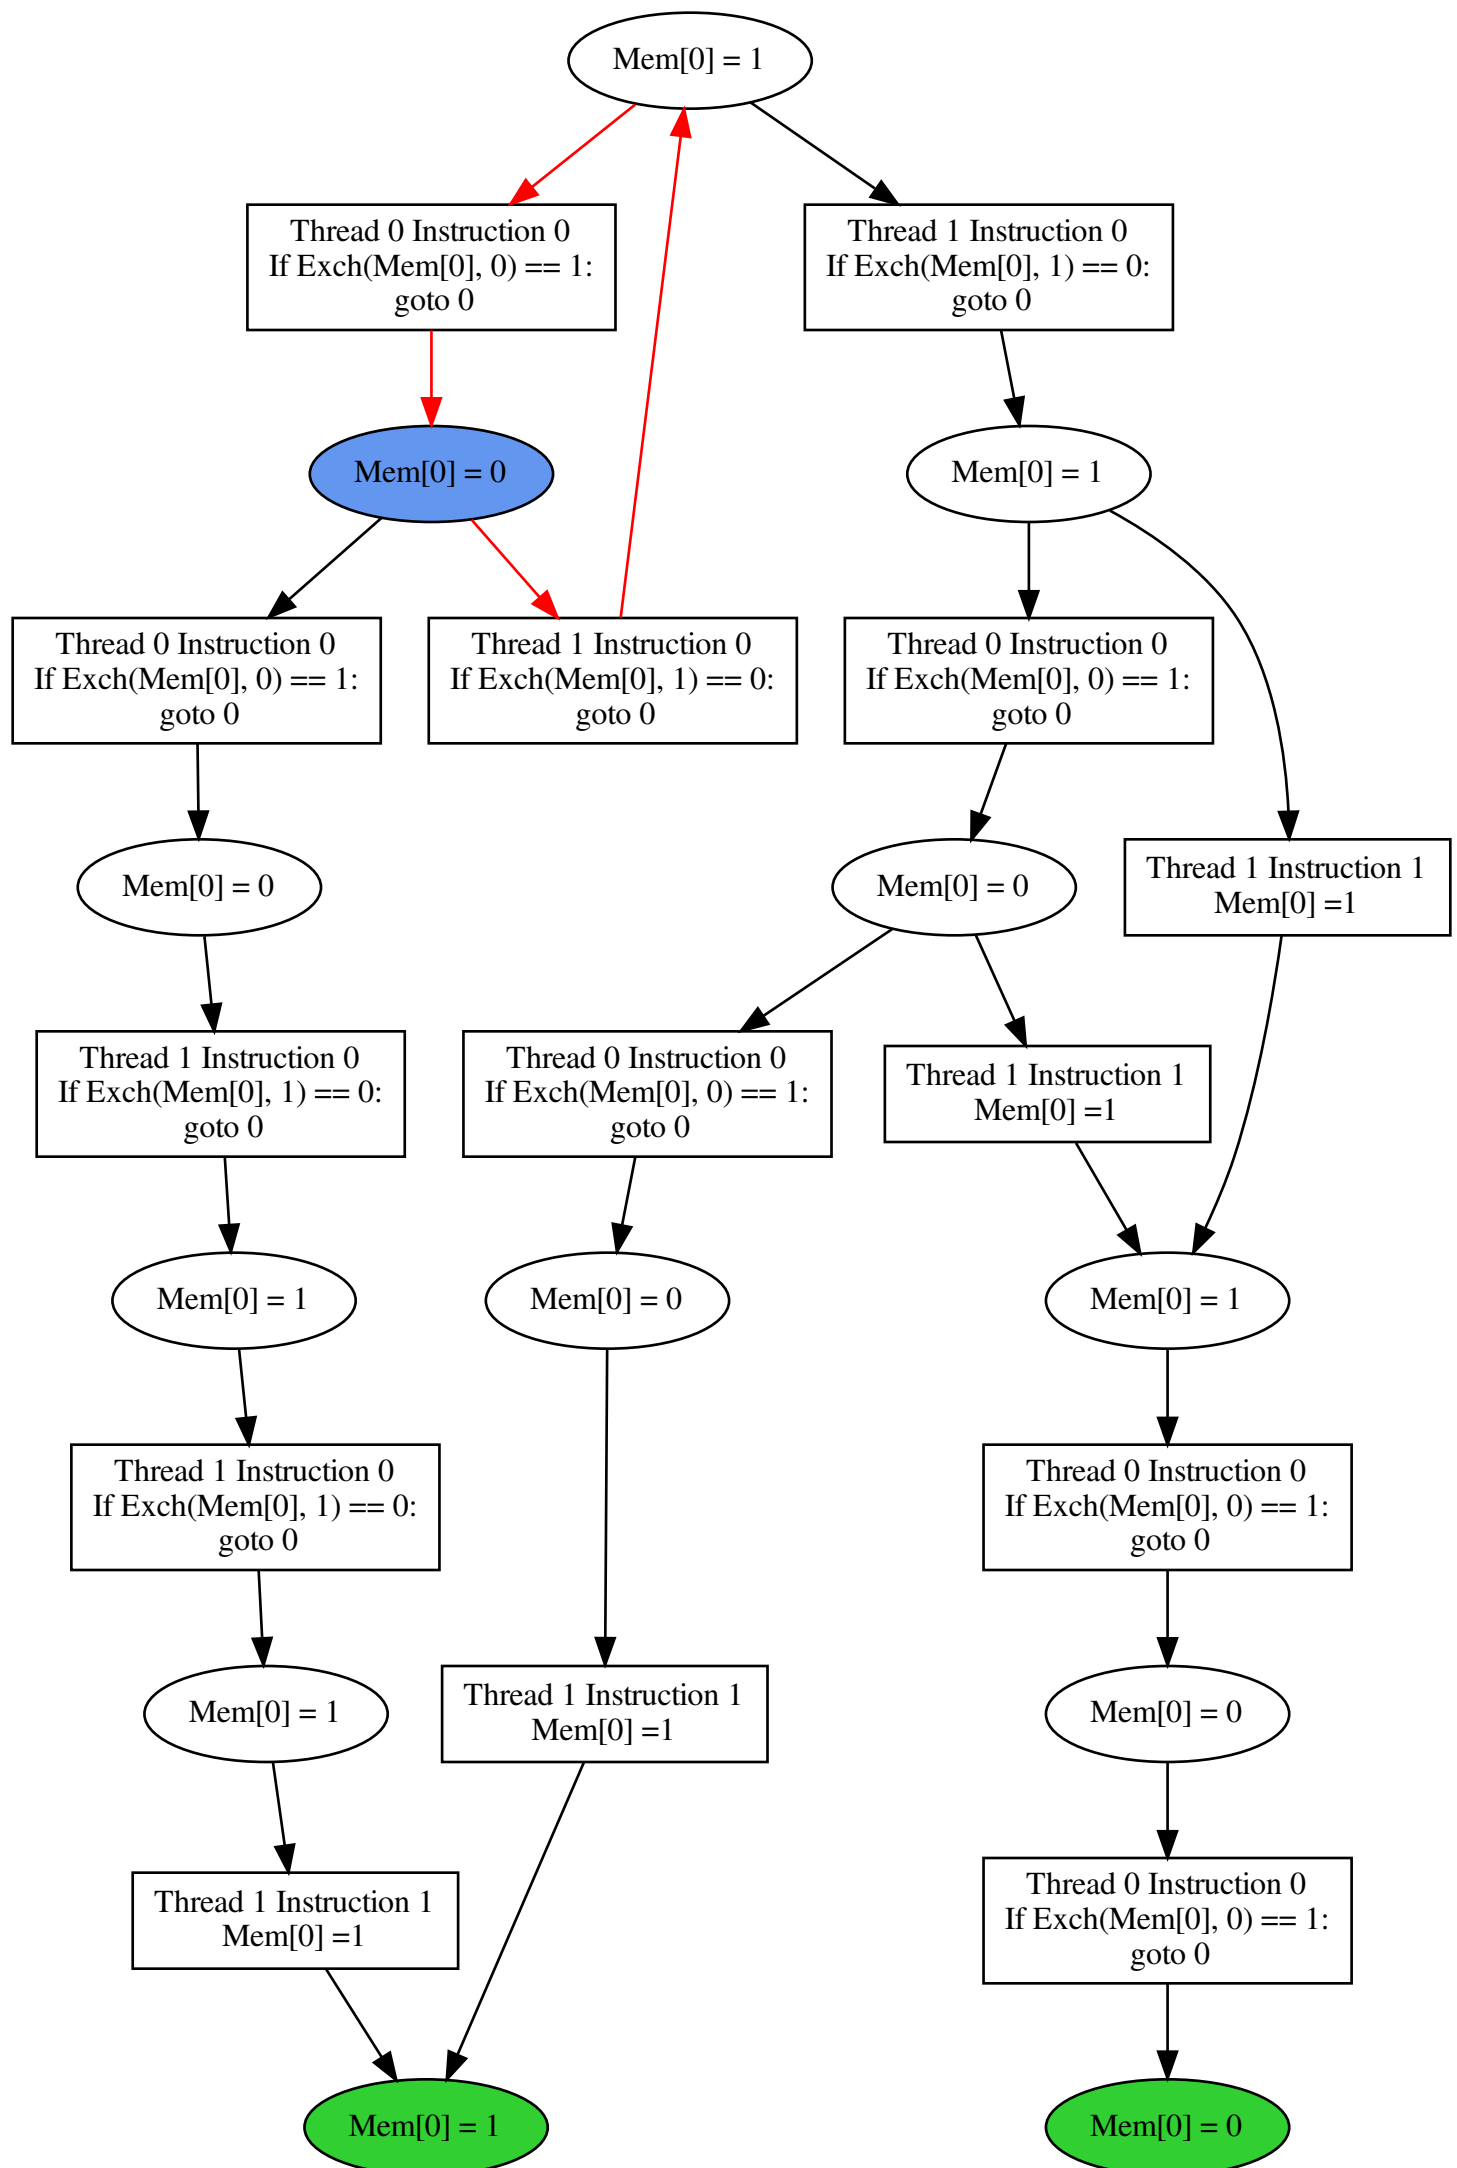 Mem[0] = 1
Thread 0 Instruction 0
If Exch(Mem[0], 0) == 1:
goto 0
Thread 1 Instruction 0
If Exch(Mem[0], 1) == 0:
goto 0
Mem[0] = 0
Mem[0] = 1
Thread 0 Instruction 0
If Exch(Mem[0], 0) == 1:
goto 0
Thread 1 Instruction 0
If Exch(Mem[0], 1) == 0:
goto 0
Thread 0 Instruction 0
If Exch(Mem[0], 0) == 1:
goto 0
Mem[0] = 0
Mem[0] = 0
Thread 1 Instruction 1
Mem[0] =1
Thread 1 Instruction 0
If Exch(Mem[0], 1) == 0:
goto 0
Thread 0 Instruction 0
If Exch(Mem[0], 0) == 1:
goto 0
Thread 1 Instruction 1
Mem[0] =1
Mem[0] = 1
Mem[0] = 0
Mem[0] = 1
Thread 1 Instruction 0
If Exch(Mem[0], 1) == 0:
goto 0
Thread 0 Instruction 0
If Exch(Mem[0], 0) == 1:
goto 0
Mem[0] = 1
Thread 1 Instruction 1
Mem[0] =1
Mem[0] = 0
Thread 1 Instruction 1
Mem[0] =1
Thread 0 Instruction 0
If Exch(Mem[0], 0) == 1:
goto 0
Mem[0] = 1
Mem[0] = 0